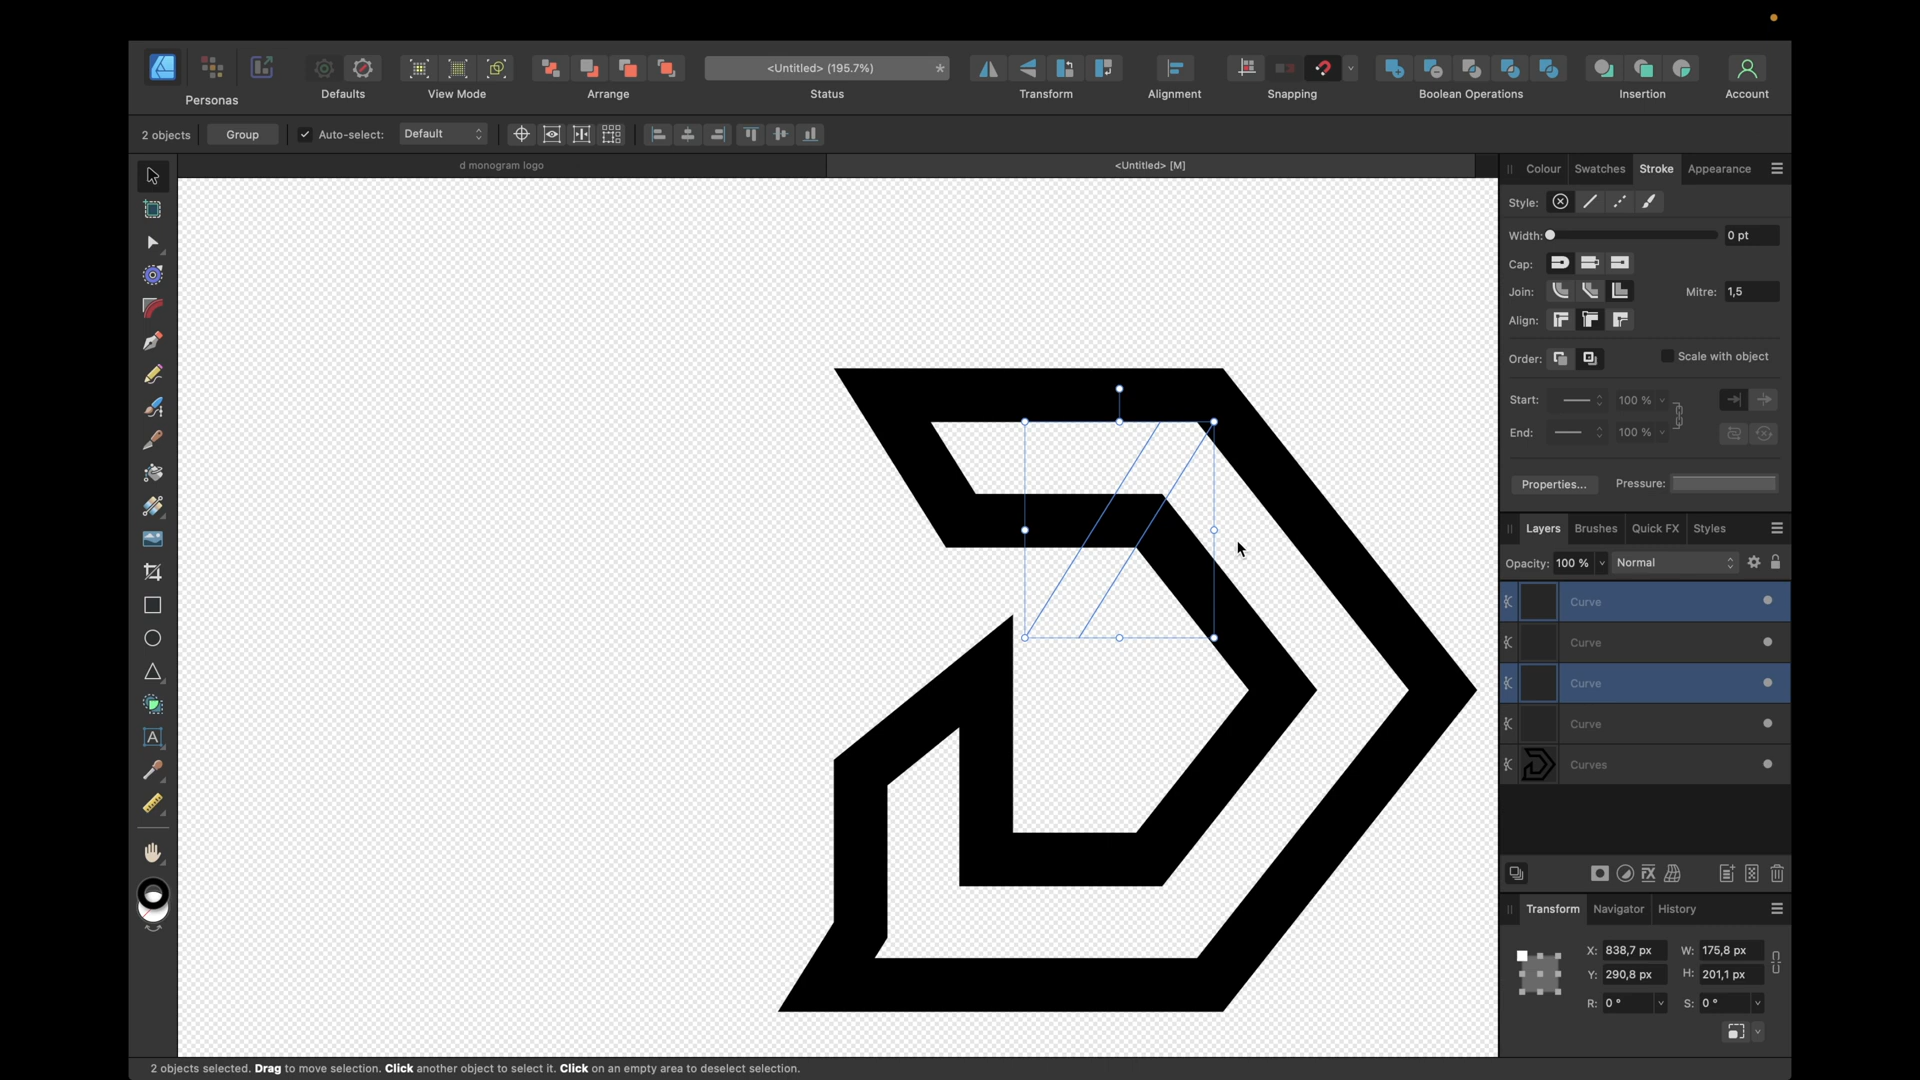 <Untitled> (195.7%)
*
Personas
Defaults
View Mode
Arrange
Status
Transform
Alignment
Snapping
Boolean Operations
Insertion
Account
2 objects
Group
Auto-select:
Default
d monogram logo
<Untitled> [M]
Colour
Swatches
Stroke
Appearance
Style:
Width:
0 pt
Cap:
Join:
Mitre:
1,5
Align:
Order:
Scale with object
Start:
100 %
End:
100 %
Properties...
Pressure:
Layers
Brushes
Quick FX
Styles
Opacity:
100 %
Normal
Curve
Curve
Curve
Curve
Curves
Transform
Navigator
History
X: 838,7 px
W: 175,8 px
Y: 290,8 px
H: 201,1 px
R: 0 °
S: 0 °
2 objects selected. Drag to move selection. Click another object to select it. Click on an empty area to deselect selection.